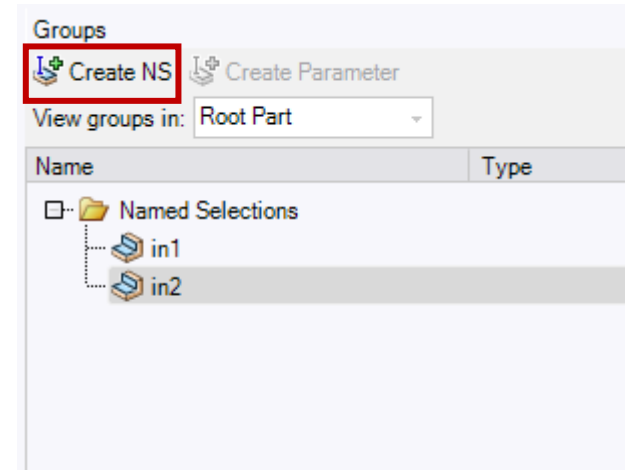 Groups
Create NS Create Parameter
View groups in: Root Part
Name Type
Named Selections
in1
in2